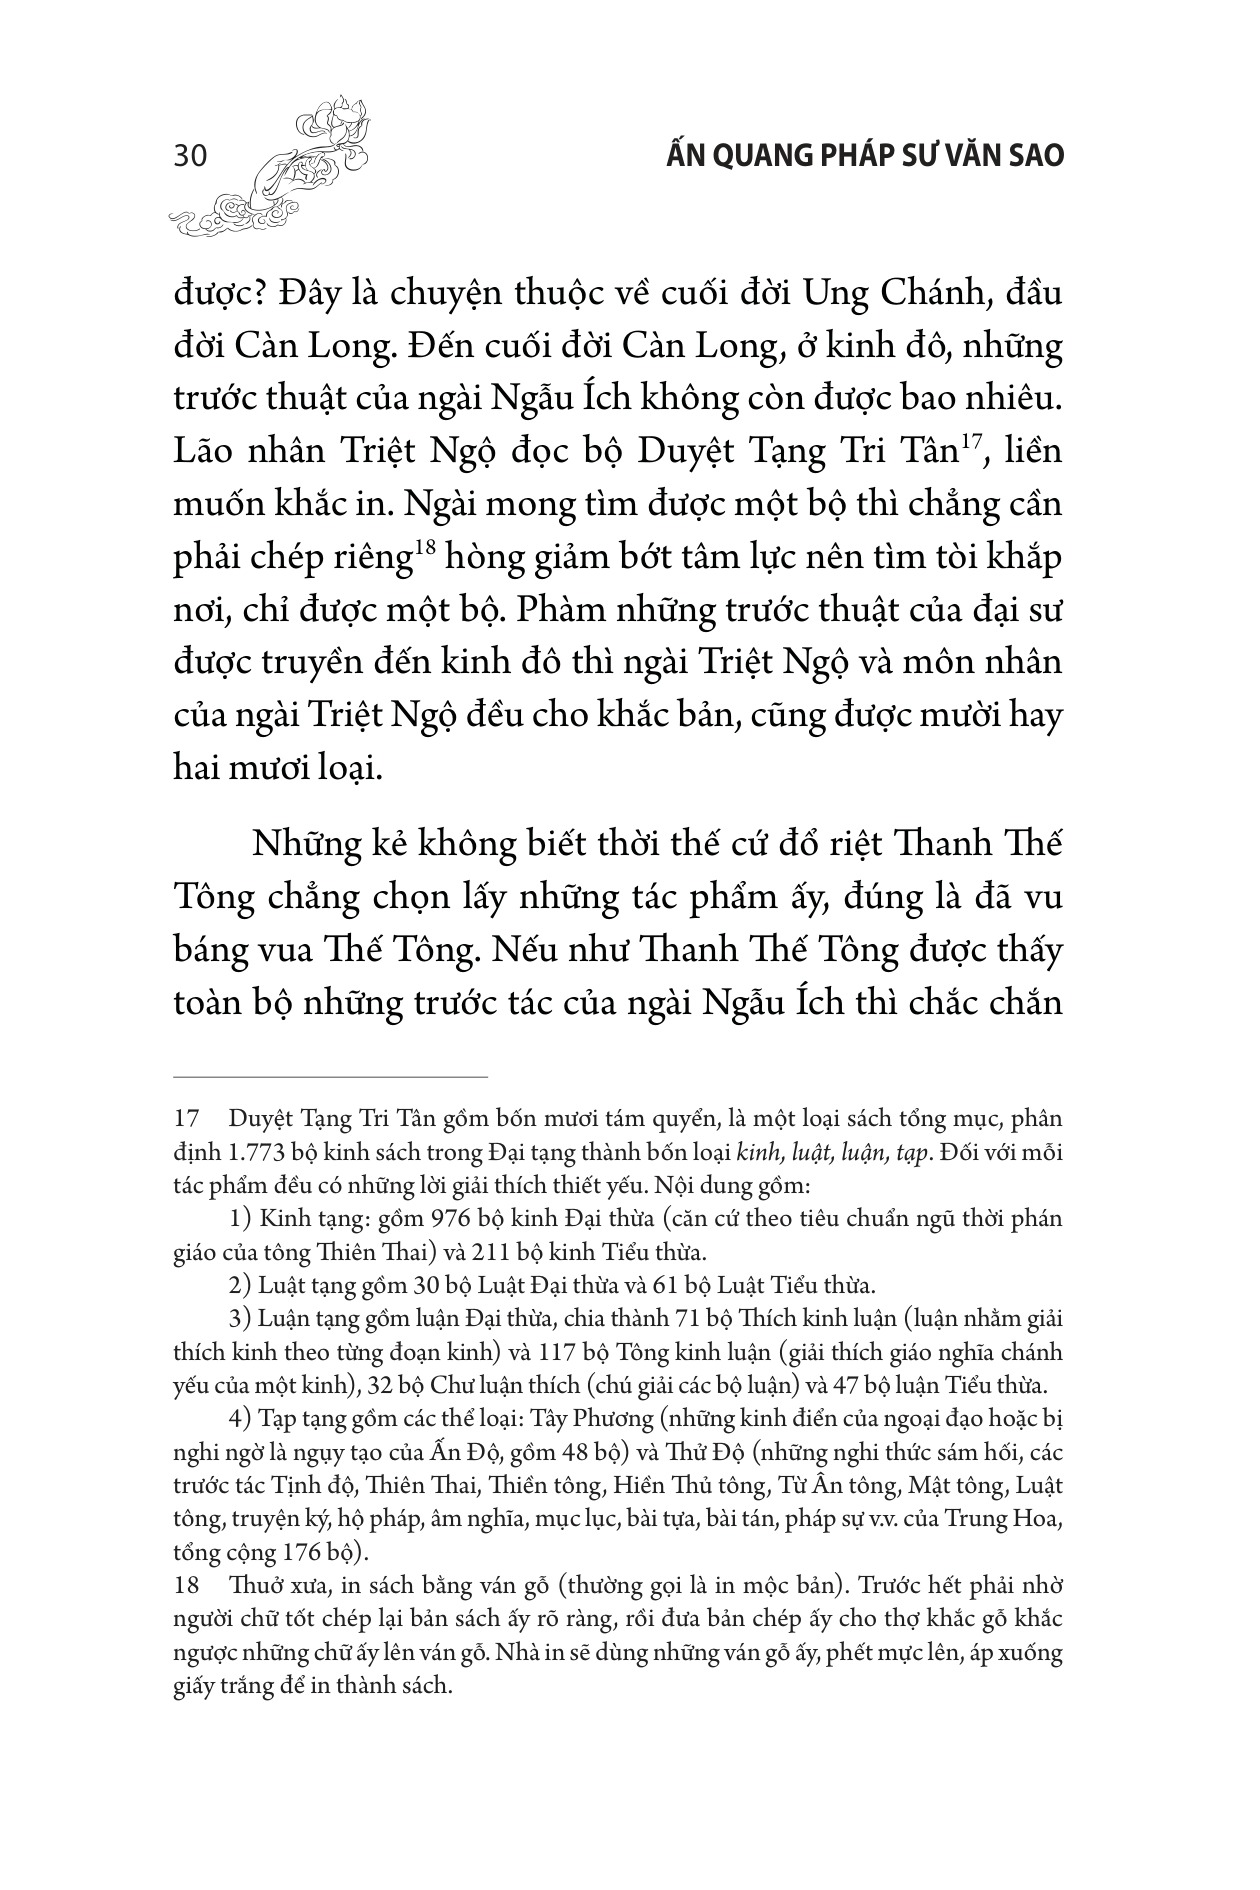 30
ẤN QUANG PHÁP SƯ VĂN SAO
được? Đây là chuyện thuộc về cuối đời Ung Chánh, đầu
đời Càn Long. Đến cuối đời Càn Long, ở kinh đô, những
trước thuật của ngài Ngẫu Ích không còn được bao nhiêu.
Lão nhân Triệt Ngộ đọc bộ Duyệt Tạng Tri Tân17, liền
muốn khắc in. Ngài mong tìm được một bộ thì chẳng cần
phải chép riêng18 hòng giảm bớt tâm lực nên tìm tòi khắp
nơi, chỉ được một bộ. Phàm những trước thuật của đại sư
được truyền đến kinh đô thì ngài Triệt Ngộ và môn nhân
của ngài Triệt Ngộ đều cho khắc bản, cũng được mười hay
hai mươi loại.
Những kẻ không biết thời thế cứ đổ riệt Thanh Thế
Tông chẳng chọn lấy những tác phẩm ấy, đúng là đã vu
báng vua Thế Tông. Nếu như Thanh Thế Tông được thấy
toàn bộ những trước tác của ngài Ngẫu Ích thì chắc chắn
17 Duyệt Tạng Tri Tân gồm bốn mươi tám quyển, là một loại sách tổng mục, phân
định 1.773 bộ kinh sách trong Đại tạng thành bốn loại kinh, luật, luận, tạp. Đối với mỗi
tác phẩm đều có những lời giải thích thiết yếu. Nội dung gồm:
1) Kinh tạng: gồm 976 bộ kinh Đại thừa (căn cứ theo tiêu chuẩn ngũ thời phán
giáo của tông Thiên Thai) và 211 bộ kinh Tiểu thừa.
2) Luật tạng gồm 30 bộ Luật Đại thừa và 61 bộ Luật Tiểu thừa.
3) Luận tạng gồm luận Đại thừa, chia thành 71 bộ Thích kinh luận (luận nhằm giải
thích kinh theo từng đoạn kinh) và 117 bộ Tông kinh luận (giải thích giáo nghĩa chánh
yếu của một kinh), 32 bộ Chư luận thích (chú giải các bộ luận) và 47 bộ luận Tiểu thừa.
4) Tạp tạng gồm các thể loại: Tây Phương (những kinh điển của ngoại đạo hoặc bị
nghi ngờ là ngụy tạo của Ấn Độ, gồm 48 bộ) và Thử Độ (những nghi thức sám hối, các
trước tác Tịnh độ, Thiên Thai, Thiền tông, Hiền Thủ tông, Từ Ân tông, Mật tông, Luật
tông, truyện ký, hộ pháp, âm nghĩa, mục lục, bài tựa, bài tán, pháp sự v.v. của Trung Hoa,
tổng cộng 176 bộ).
18 Thuở xưa, in sách bằng ván gỗ (thường gọi là in mộc bản). Trước hết phải nhờ
người chữ tốt chép lại bản sách ấy rõ ràng, rồi đưa bản chép ấy cho thợ khắc gỗ khắc
ngược những chữ ấy lên ván gỗ. Nhà in sẽ dùng những ván gỗ ấy, phết mực lên, áp xuống
giấy trắng để in thành sách.